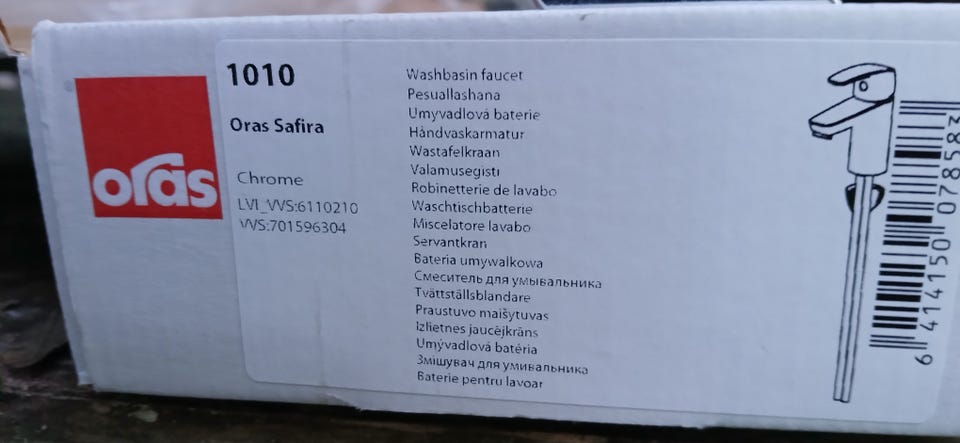 oras
1010
Oras Safira
Chrome
LVI_VVS:6110210
VVS:701596304
Washbasin faucet
Pesuallashana
Umyvadlová baterie
Håndvaskarmatur
Wastafelkraan
Valamusegisti
Robinetterie de lavabo
Waschtischbatterie
Miscelatore lavabo
Servantkran
Bateria umywalkowa
Смеситель для умывальника
Tvättställsblandare
Praustuvo maišytuvas
Izlietnes jaucējkrāns
Umývadlová batéria
Змішувач для умивальника
Baterie pentru lavoar
6 414150 078583